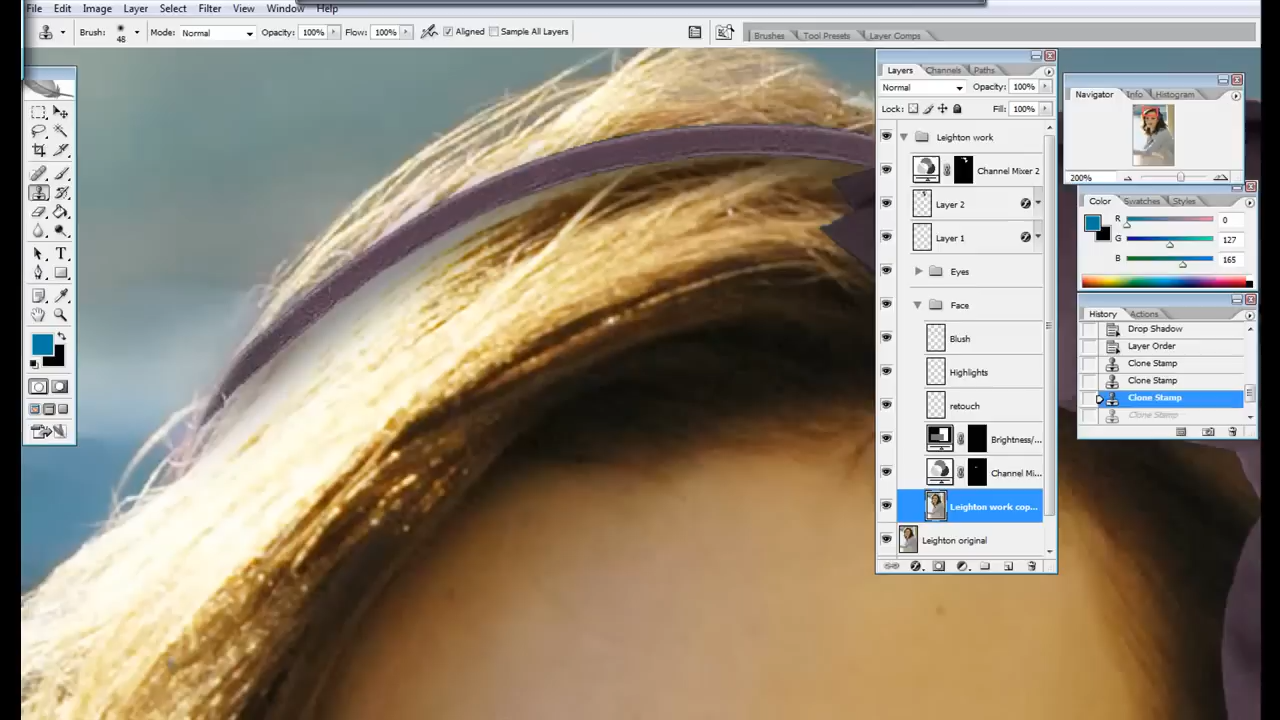 File Edit Image Layer Select Filter View Window Help
Brush: 48 Mode: Normal Opacity: 100% Flow: 100% Aligned Sample All Layers Brushes Tool Presets Layer Comps
Layers Channels Paths
Normal Opacity: 100%
Lock: Fill: 100%
Leighton work
Channel Mixer 2
Layer 2
Layer 1
Eyes
Face
Blush
Highlights
retouch
Brightness/...
Channel Mi...
Leighton work cop...
Leighton original
Navigator Info Histogram
200%
Color Swatches Styles
R 0
G 127
B 165
History Actions
Drop Shadow
Layer Order
Clone Stamp
Clone Stamp
Clone Stamp
Clone Stamp
T